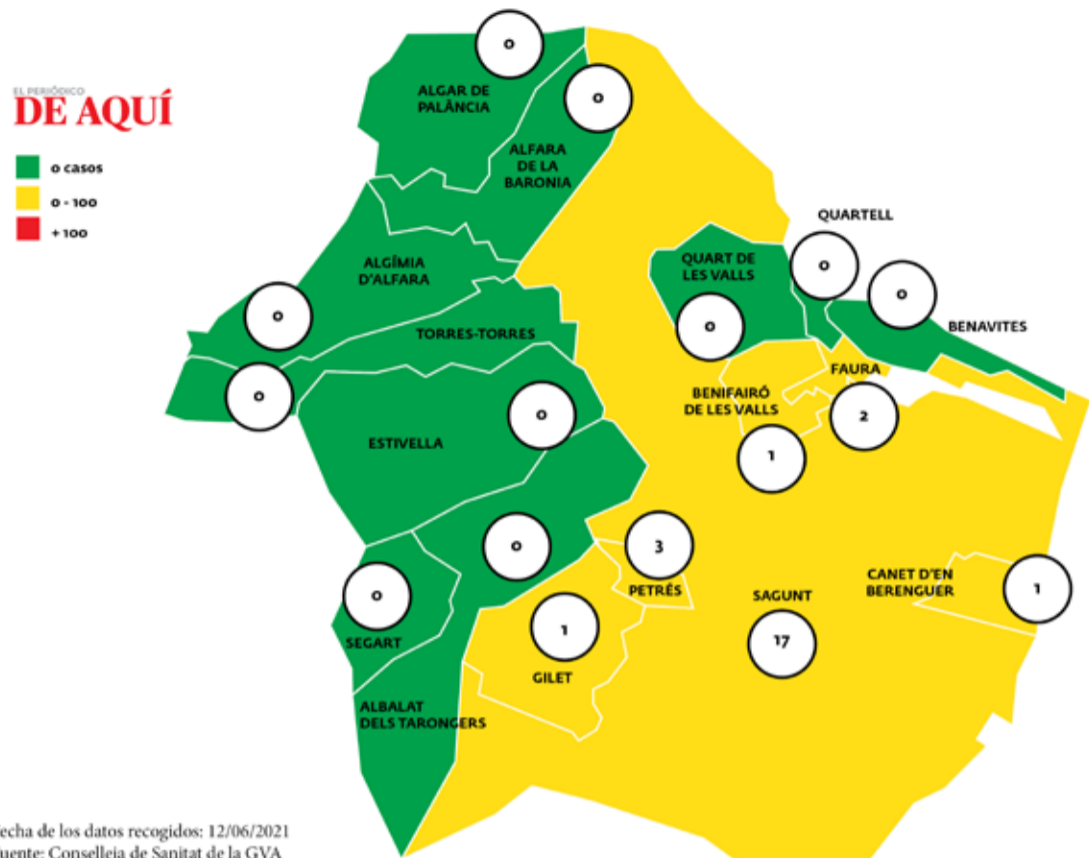 EL PERIÓDICO
DE AQUÍ
0 casos
0 - 100
+ 100
0
ALGAR DE
PALÀNCIA
0
ALFARA
DE LA
BARONIA
ALGÍMIA
D'ALFARA
0
TORRES-TORRES
0
ESTIVELLA
0
QUARTELL
0
QUART DE
LES VALLS
0
0
BENAVITES
FAURA
2
BENIFAIRÓ
DE LES VALLS
1
0
SEGART
0
3
PETRÉS
1
GILET
SAGUNT
17
CANET D'EN
BERENGUER
1
ALBALAT
DELS TARONGERS
echa de los datos recogidos: 12/06/2021
uente: Conselleia de Sanitat de la GVA